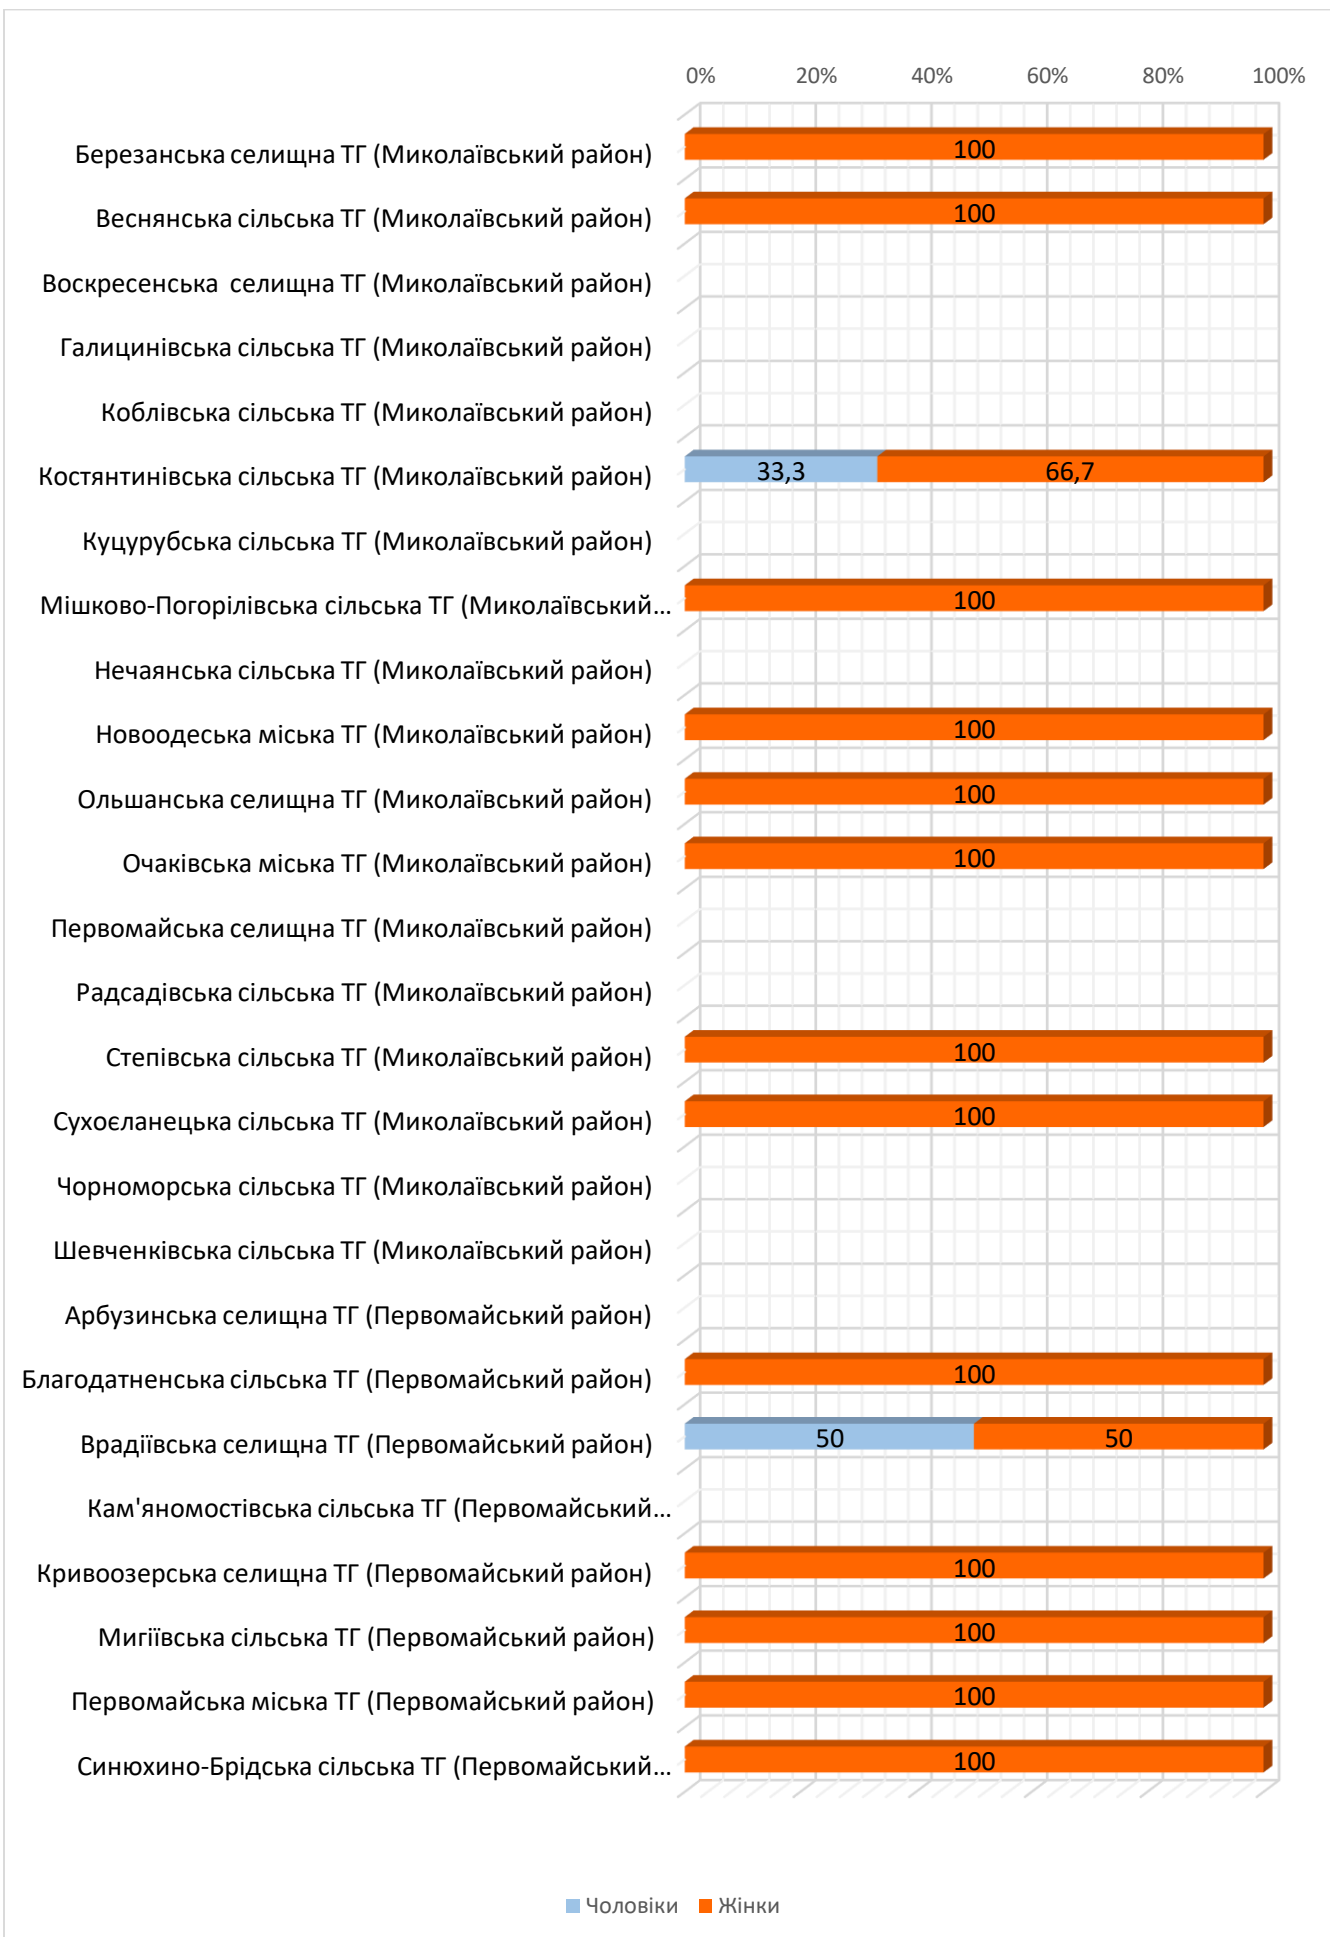 0% 20% 40% 60% 80% 100%
Березанська селищна ТГ (Миколаївський район) 100
Веснянська сільська ТГ (Миколаївський район) 100
Воскресенська селищна ТГ (Миколаївський район)
Галицинівська сільська ТГ (Миколаївський район)
Коблівська сільська ТГ (Миколаївський район)
Костянтинівська сільська ТГ (Миколаївський район) 33,3 66,7
Куцурубська сільська ТГ (Миколаївський район)
Мішково-Погорілівська сільська ТГ (Миколаївський... 100
Нечаянська сільська ТГ (Миколаївський район)
Новоодеська міська ТГ (Миколаївський район) 100
Ольшанська селищна ТГ (Миколаївський район) 100
Очаківська міська ТГ (Миколаївський район) 100
Первомайська селищна ТГ (Миколаївський район)
Радсадівська сільська ТГ (Миколаївський район)
Степівська сільська ТГ (Миколаївський район) 100
Сухоєланецька сільська ТГ (Миколаївський район) 100
Чорноморська сільська ТГ (Миколаївський район)
Шевченківська сільська ТГ (Миколаївський район)
Арбузинська селищна ТГ (Первомайський район)
Благодатненська сільська ТГ (Первомайський район) 100
Врадіївська селищна ТГ (Первомайський район) 50 50
Кам'яномостівська сільська ТГ (Первомайський...
Кривоозерська селищна ТГ (Первомайський район) 100
Мигіївська сільська ТГ (Первомайський район) 100
Первомайська міська ТГ (Первомайський район) 100
Синюхино-Брідська сільська ТГ (Первомайський... 100
Чоловіки Жінки